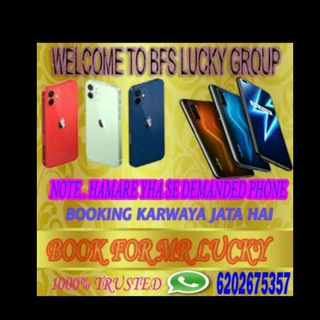 WELCOME TO BFS LUCKY GROUP
NOTE.. HAMARE YHA SE DEMANDED PHONE
BOOKING KARWAYA JATA HAI
BOOK FOR MR LUCKY
1000% TRUSTED
6202675357